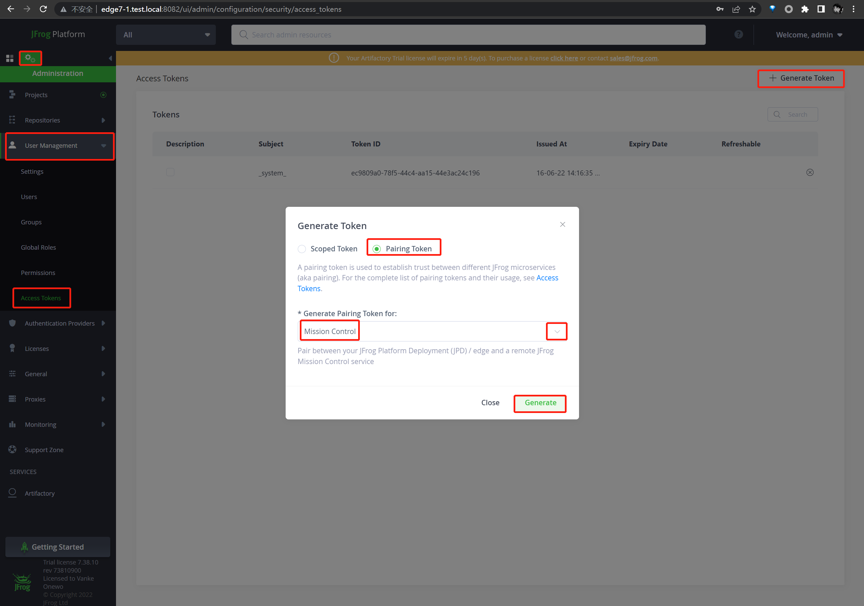 不安全 | edge7-1.test.local:8082/ui/admin/configuration/security/access_tokens
JFrog Platform
All
Search admin resources
?
Welcome, admin
Your Artifactory Trial license will expire in 5 day(s). To purchase a license click here or contact sales@jfrog.com.
Administration
Projects
Repositories
User Management
Settings
Users
Groups
Global Roles
Permissions
Access Tokens
Authentication Providers
Licenses
General
Proxies
Monitoring
Support Zone
SERVICES
Artifactory
Getting Started
JFrog
Trial license 7.38.10
rev 73810900
Licensed to Vanke
Onewo
© Copyright 2022
JFrog Ltd
Access Tokens
+ Generate Token
Tokens
Search
Description Subject Token ID Issued At Expiry Date Refreshable
_system_ ec9809a0-78f5-44c4-aa15-44e3ac24c196 16-06-22 14:16:35 ...
Generate Token
Scoped Token
Pairing Token
A pairing token is used to establish trust between different JFrog microservices
(aka pairing). For the complete list of pairing tokens and their usage, see Access
Tokens.
* Generate Pairing Token for:
Mission Control
Pair between your JFrog Platform Deployment (JPD) / edge and a remote JFrog
Mission Control service
Close
Generate